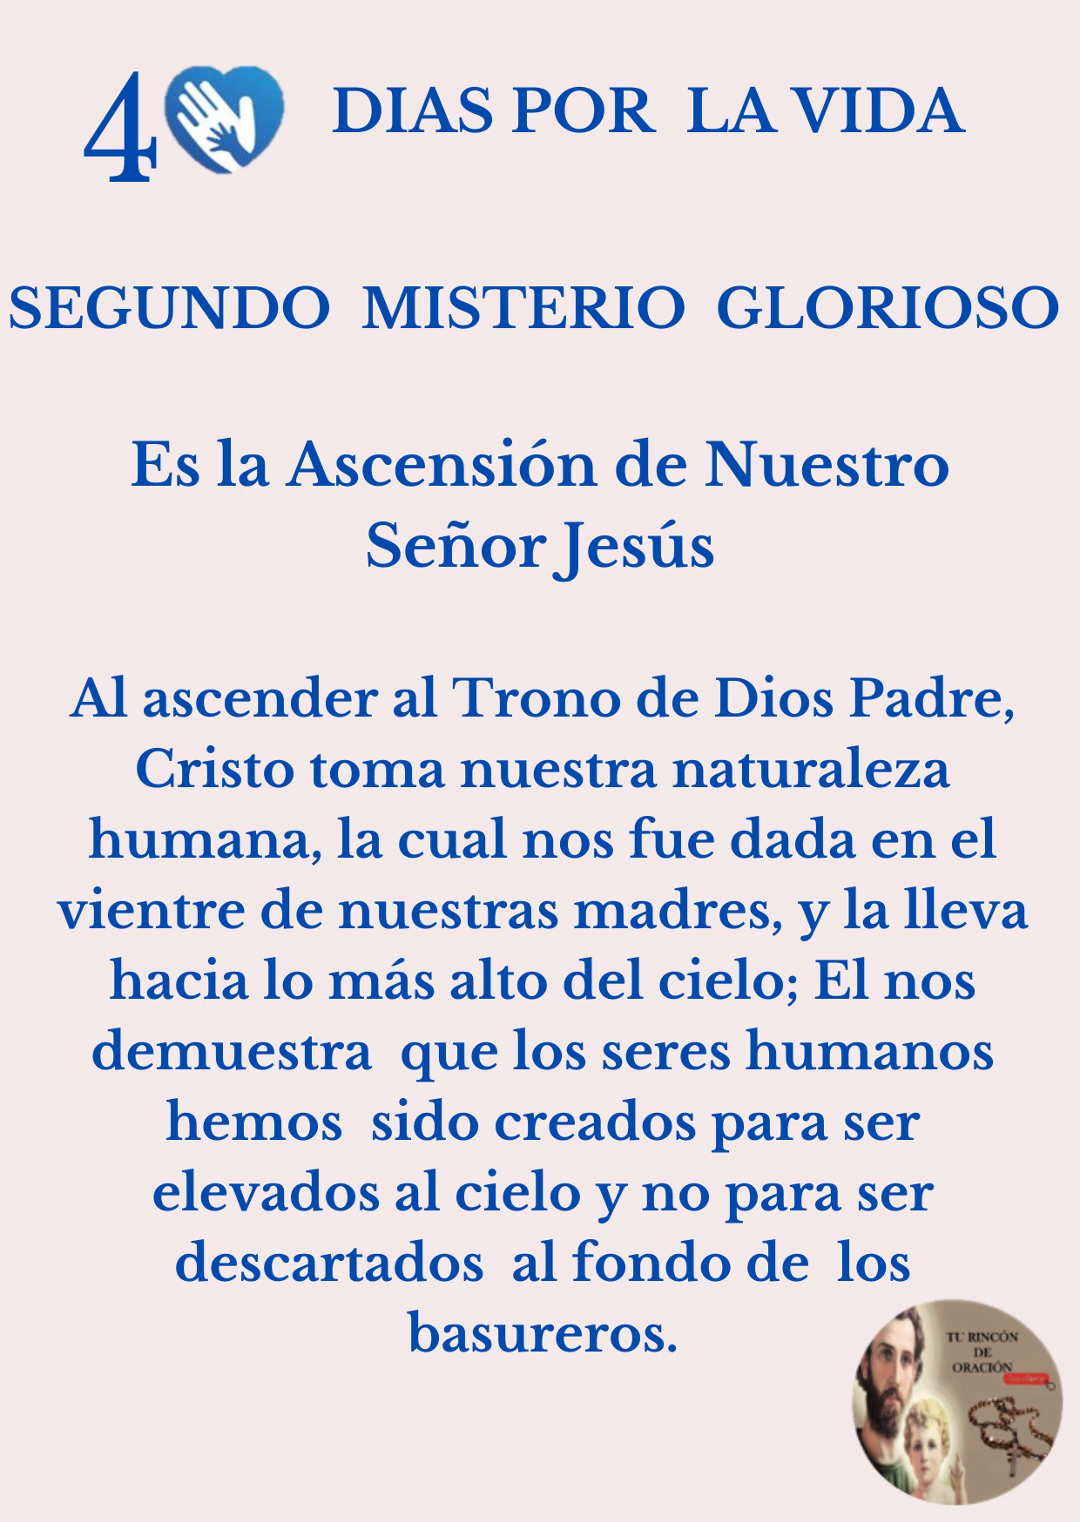 4 DIAS POR LA VIDA
SEGUNDO MISTERIO GLORIOSO
Es la Ascensión de Nuestro
Señor Jesús
Al ascender al Trono de Dios Padre,
Cristo toma nuestra naturaleza
humana, la cual nos fue dada en el
vientre de nuestras madres, y la lleva
hacia lo más alto del cielo; El nos
demuestra que los seres humanos
hemos sido creados para ser
elevados al cielo y no para ser
descartados al fondo de los
basureros.
TU RINCÓN
DE
ORACIÓN